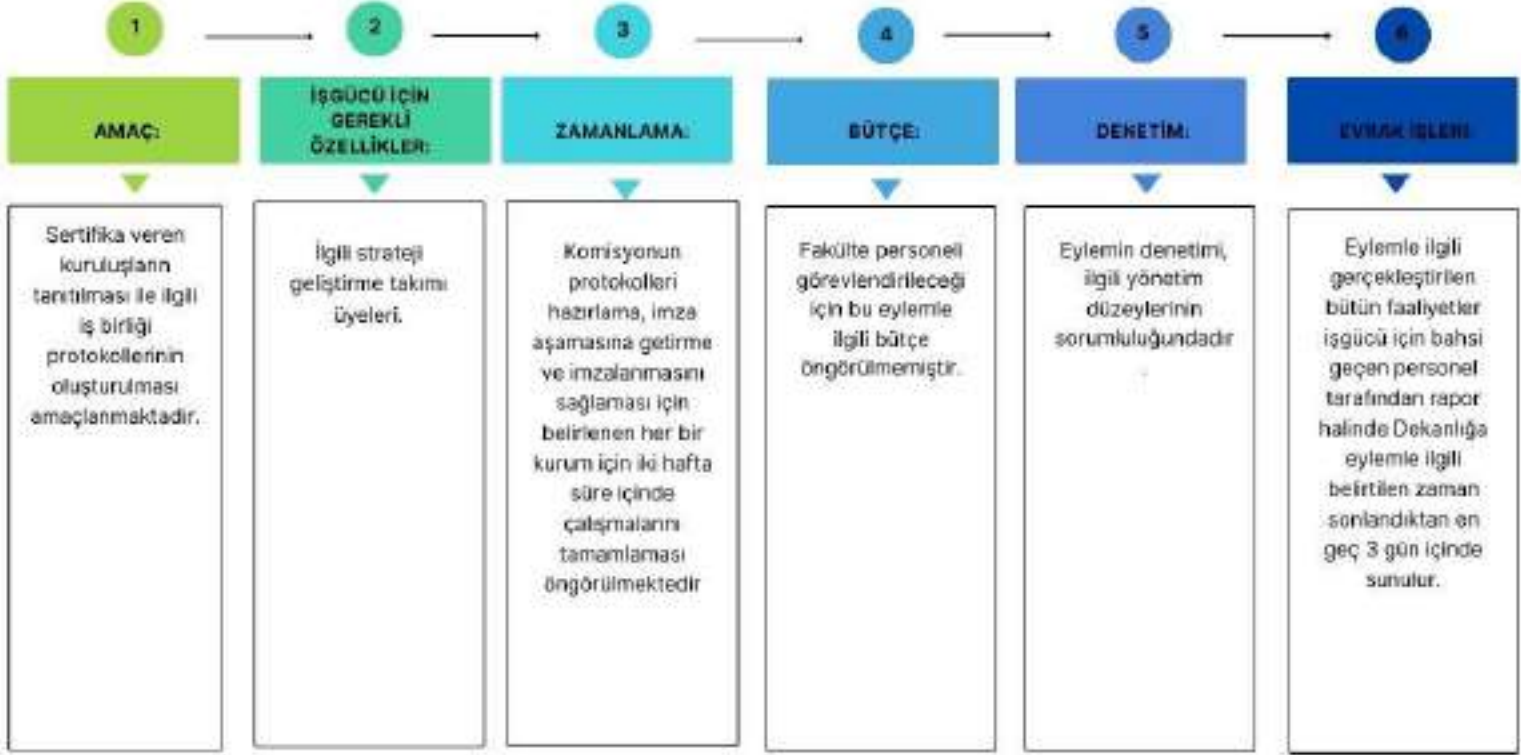 1
2
3
4
5
6
AMAÇ:
İŞGÜCÜ İÇİN
GEREKLİ
ÖZELLİKLER:
ZAMANLAMA:
BÜTÇE:
DENETİM:
EVRAK İŞLERİ:
Sertifika veren
kuruluşların
tanıtılması ile ilgili
iş birliği
protokollerinin
oluşturulması
amaçlanmaktadır.
İlgili strateji
geliştirme takımı
üyeleri.
Komisyonun
protokolleri
hazırlama, imza
aşamasına getirme
ve imzalanmasını
sağlaması için
belirlenen her bir
kurum için iki hafta
süre içinde
çalışmalarını
tamamlaması
öngörülmektedir
Fakülte personeli
görevlendirileceği
için bu eylemle
ilgili bütçe
öngörülmemiştir.
Eylemin denetimi,
ilgili yönetim
düzeylerinin
sorumluluğundadır
.
Eylemle ilgili
gerçekleştirilen
bütün faaliyetler
işgücü için bahsi
geçen personel
tarafından rapor
halinde Dekanlığa
eylemle ilgili
belirtilen zaman
sonlandıktan en
geç 3 gün içinde
sunulur.